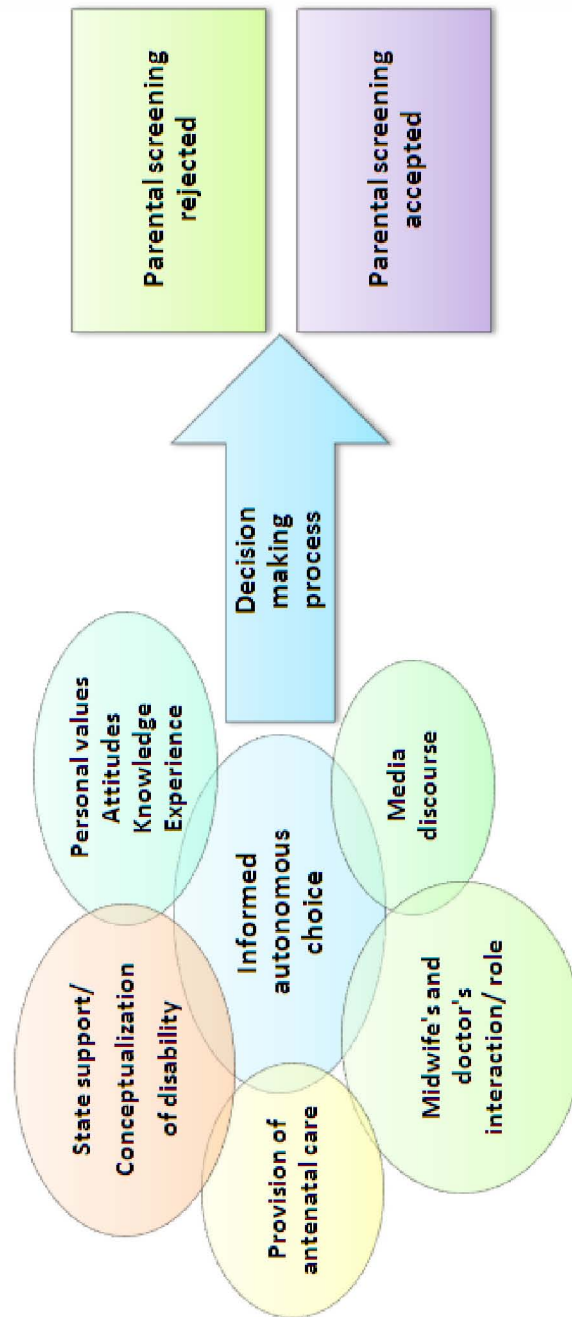 State support/
Conceptualization
of disability
Personal values
Attitudes
Knowledge
Experience
Provision of
antenatal care
Informed
autonomous
choice
Midwife's and
doctor's
interaction/ role
Media
discourse
Decision
making
process
Parental screening
rejected
Parental screening
accepted